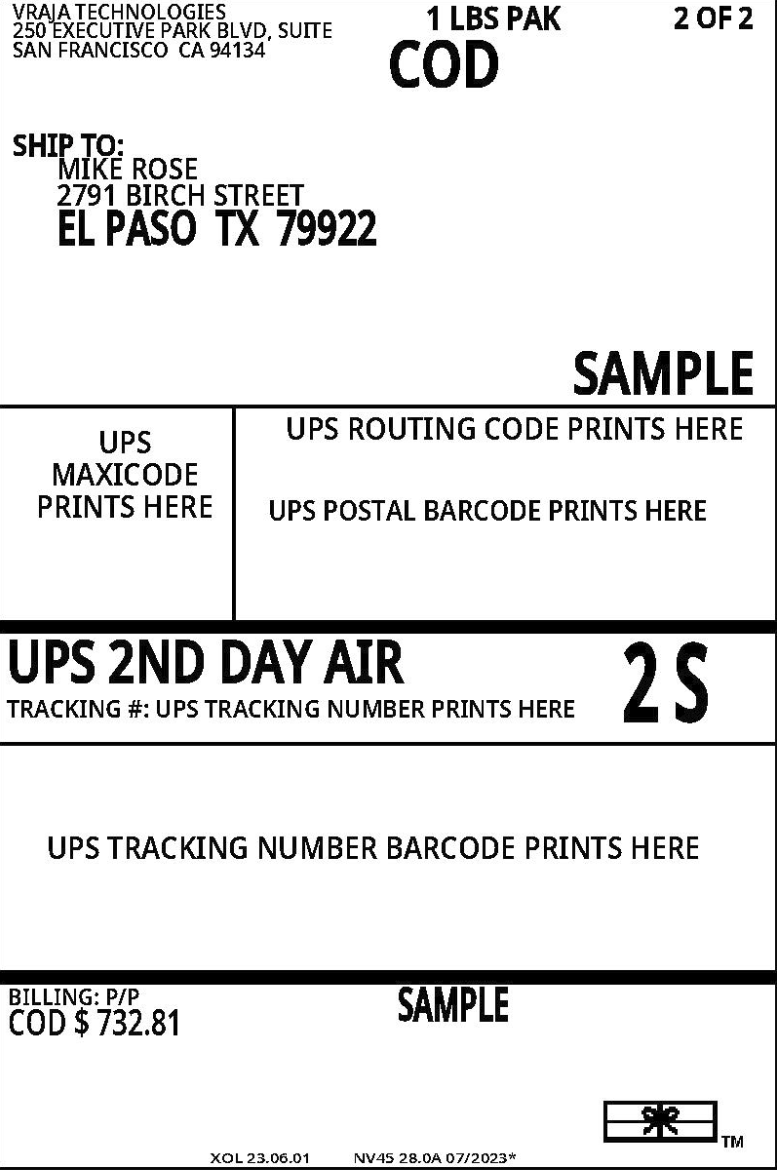 VRAJA TECHNOLOGIES
250 EXECUTIVE PARK BLVD, SUITE
SAN FRANCISCO CA 94134
1 LBS PAK
2 OF 2
COD
SHIP TO:
MIKE ROSE
2791 BIRCH STREET
EL PASO TX 79922
SAMPLE
UPS
MAXICODE
PRINTS HERE
UPS ROUTING CODE PRINTS HERE
UPS POSTAL BARCODE PRINTS HERE
UPS 2ND DAY AIR
2 S
TRACKING #: UPS TRACKING NUMBER PRINTS HERE
UPS TRACKING NUMBER BARCODE PRINTS HERE
BILLING: P/P
COD $ 732.81
SAMPLE
TM
XOL 23.06.01 NV45 28.0A 07/2023*